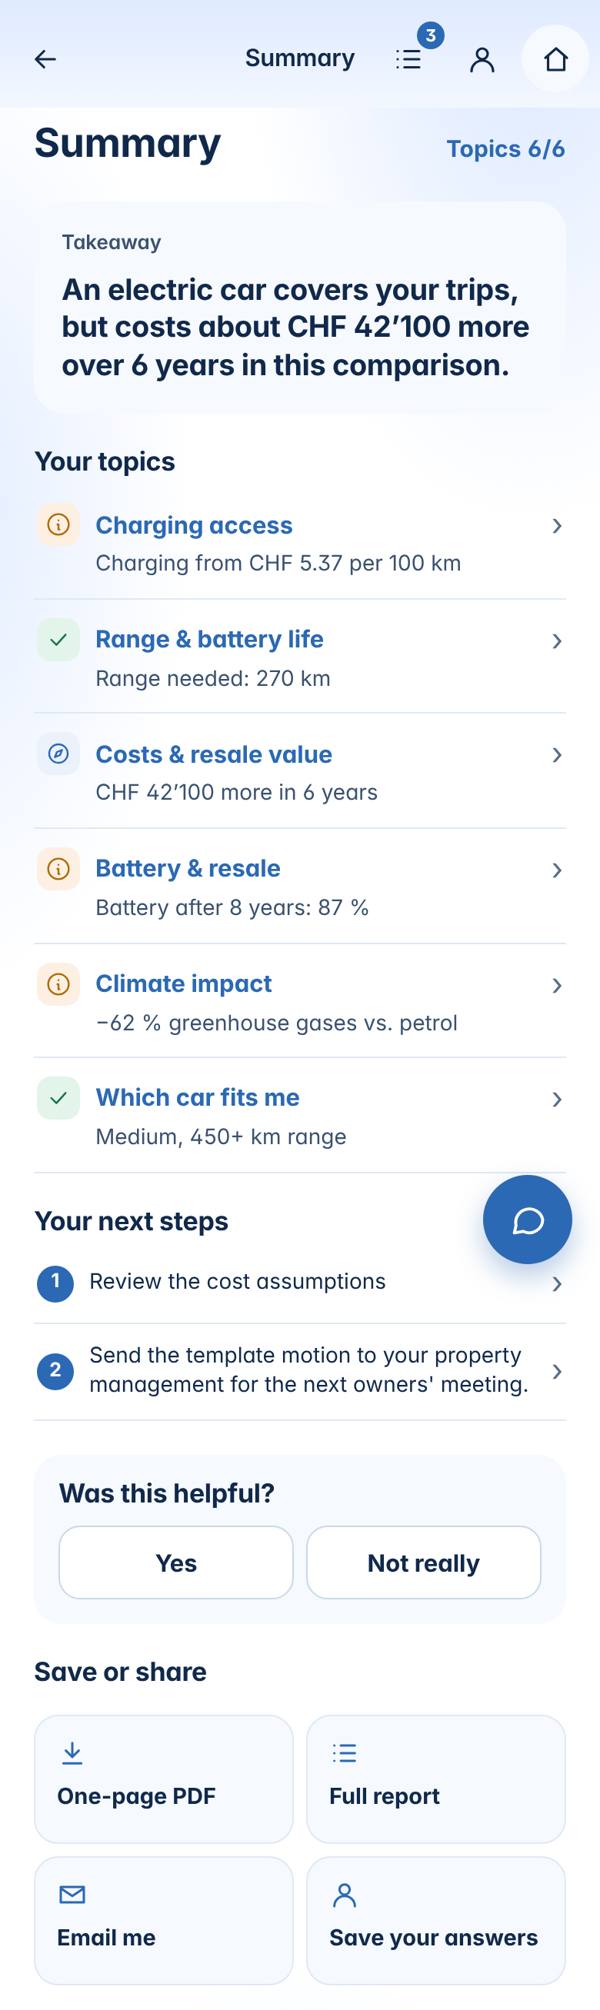 Summary
3
Summary
Topics 6/6
Takeaway
An electric car covers your trips,
but costs about CHF 42’100 more
over 6 years in this comparison.
Your topics
Charging access
Charging from CHF 5.37 per 100 km
Range & battery life
Range needed: 270 km
Costs & resale value
CHF 42’100 more in 6 years
Battery & resale
Battery after 8 years: 87 %
Climate impact
−62 % greenhouse gases vs. petrol
Which car fits me
Medium, 450+ km range
Your next steps
1 Review the cost assumptions
2 Send the template motion to your property
management for the next owners' meeting.
Was this helpful?
Yes
Not really
Save or share
One-page PDF
Full report
Email me
Save your answers